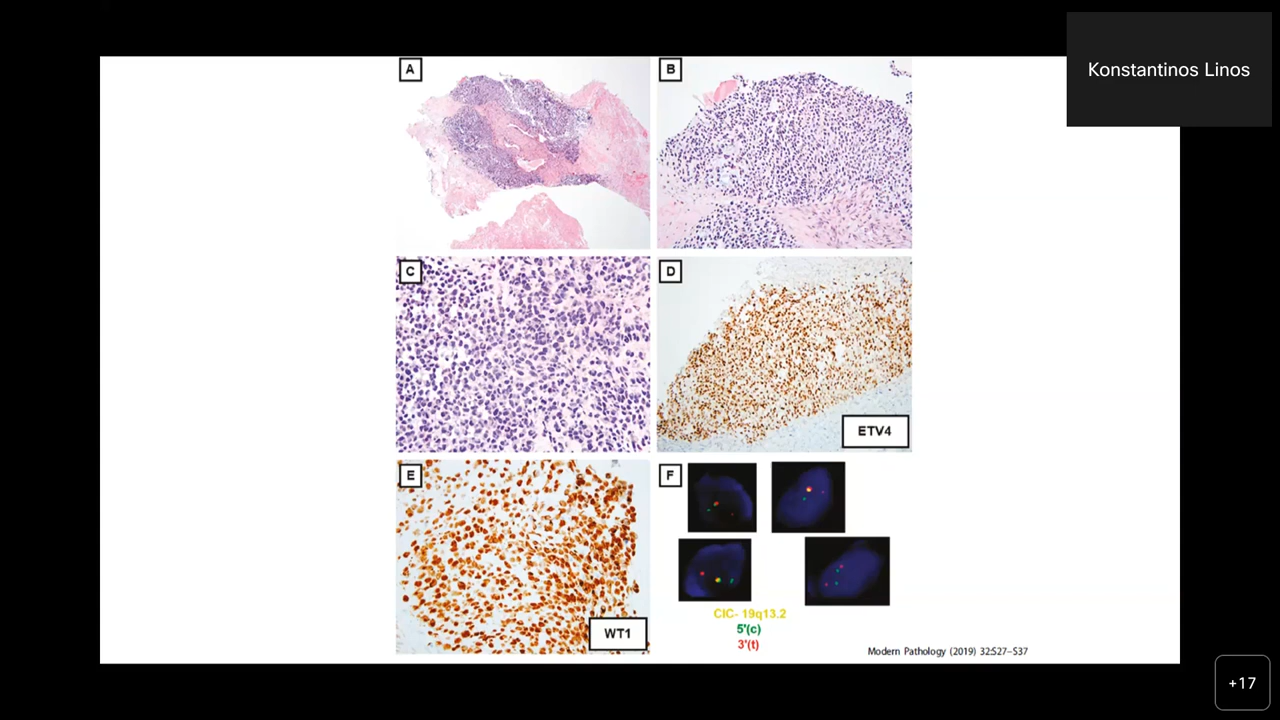 Konstantinos Linos
A
B
C
D
ETV4
E
WT1
F
CIC- 19q13.2
5'(c)
3'(t)
Modern Pathology (2019) 32:S27–S37
+17